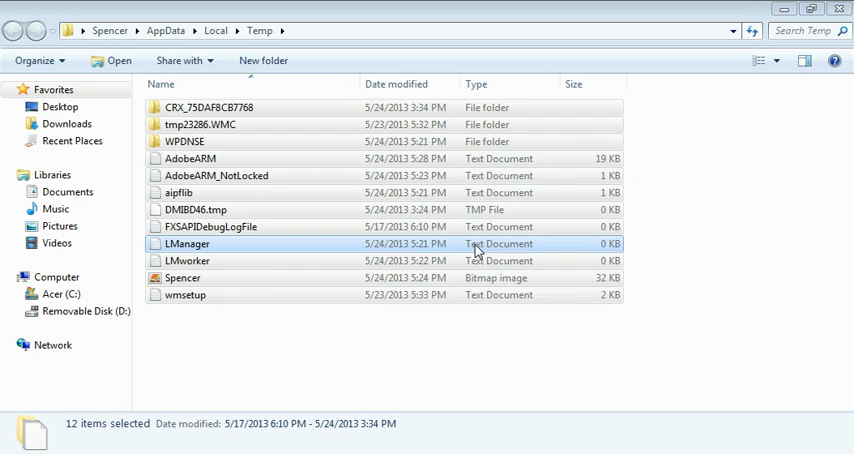 Spencer AppData Local Temp Search Temp
Organize Open Share with New folder
Name Date modified Type Size
Favorites
Desktop
Downloads
Recent Places
Libraries
Documents
Music
Pictures
Videos
Computer
Acer (C:)
Removable Disk (D:)
Network
CRX_75DAF8CB7768 5/24/2013 3:34 PM File folder
tmp23286.WMC 5/23/2013 5:32 PM File folder
WPDNSE 5/24/2013 5:21 PM File folder
AdobeARM 5/24/2013 5:28 PM Text Document 19 KB
AdobeARM_NotLocked 5/24/2013 5:23 PM Text Document 1 KB
aipflib 5/24/2013 5:21 PM Text Document 1 KB
DMIBD46.tmp 5/24/2013 3:24 PM TMP File 0 KB
FXSAPIDebugLogFile 5/17/2013 6:10 PM Text Document 0 KB
LManager 5/24/2013 5:21 PM Text Document 0 KB
LMworker 5/24/2013 5:22 PM Text Document 0 KB
Spencer 5/24/2013 5:24 PM Bitmap image 32 KB
wmsetup 5/23/2013 5:33 PM Text Document 2 KB
12 items selected Date modified: 5/17/2013 6:10 PM - 5/24/2013 3:34 PM